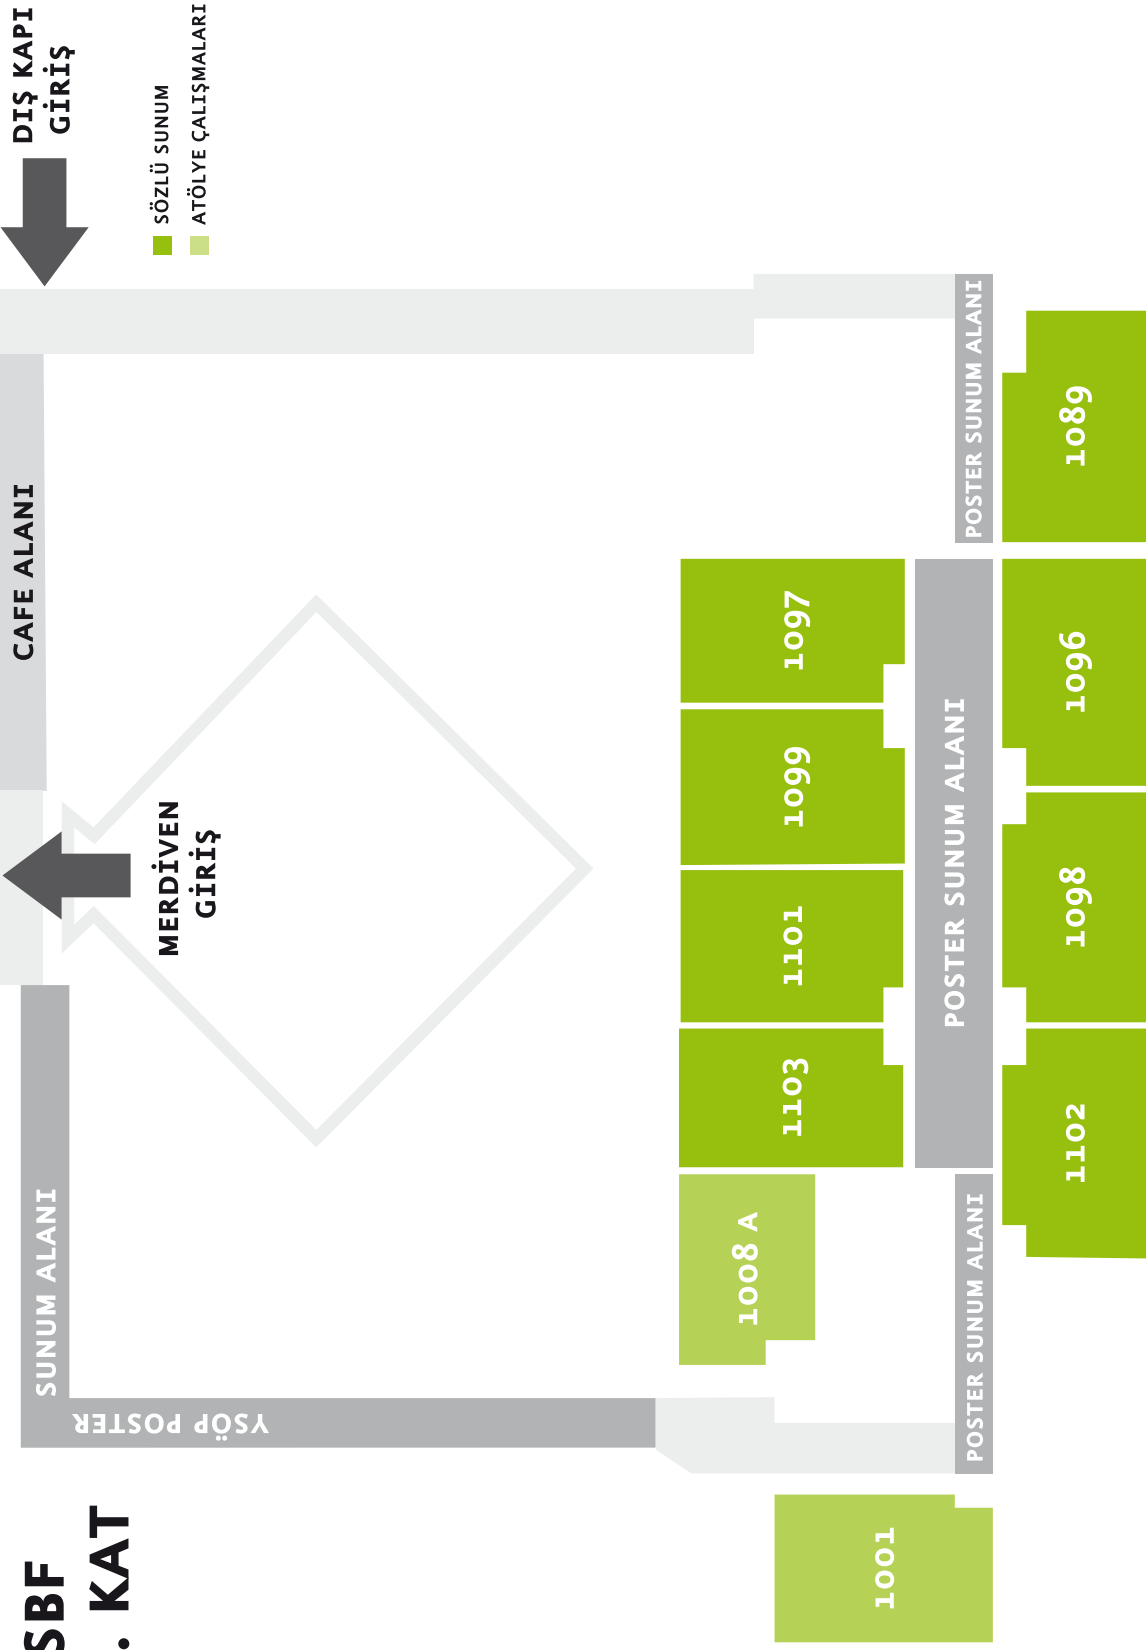 SBF
. KAT
DIŞ KAPI
GİRİŞ
SÖZLÜ SUNUM
ATÖLYE ÇALIŞMALARI
CAFE ALANI
MERDİVEN
GİRİŞ
SUNUM ALANI
YSÖP POSTER
1001
1008 A
1103
1101
1099
1097
POSTER SUNUM ALANI
POSTER SUNUM ALANI
POSTER SUNUM ALANI
1102
1098
1096
1089